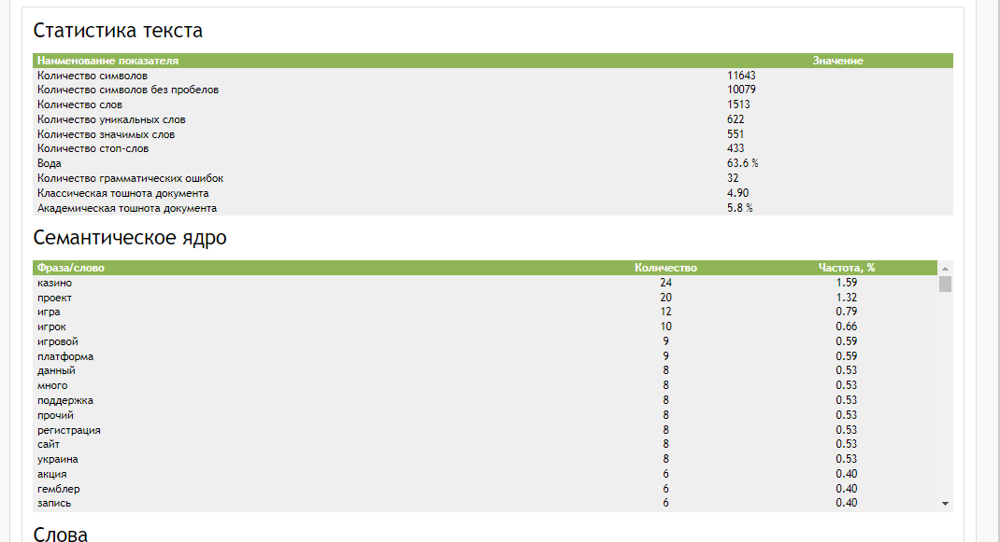 Статистика текста
Наименование показателя Значение
Количество символов 11643
Количество символов без пробелов 10079
Количество слов 1513
Количество уникальных слов 622
Количество значимых слов 551
Количество стоп-слов 433
Вода 63.6 %
Количество грамматических ошибок 32
Классическая тошнота документа 4.90
Академическая тошнота документа 5.8 %
Семантическое ядро
Фраза/слово Количество Частота, %
казино 24 1.59
проект 20 1.32
игра 12 0.79
игрок 10 0.66
игровой 9 0.59
платформа 9 0.59
данный 8 0.53
много 8 0.53
поддержка 8 0.53
прочий 8 0.53
регистрация 8 0.53
сайт 8 0.53
украина 8 0.53
акция 6 0.40
гемблер 6 0.40
запись 6 0.40
Слова